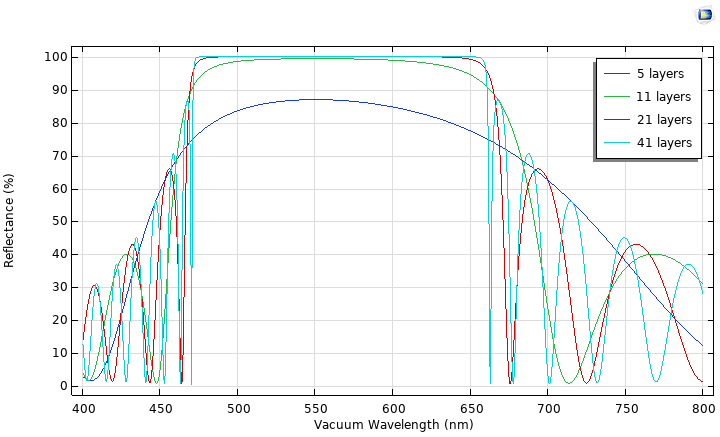 100
90
80
70
60
50
40
30
20
10
0
Reflectance (%)
5 layers
11 layers
21 layers
41 layers
400 450 500 550 600 650 700 750 800
Vacuum Wavelength (nm)